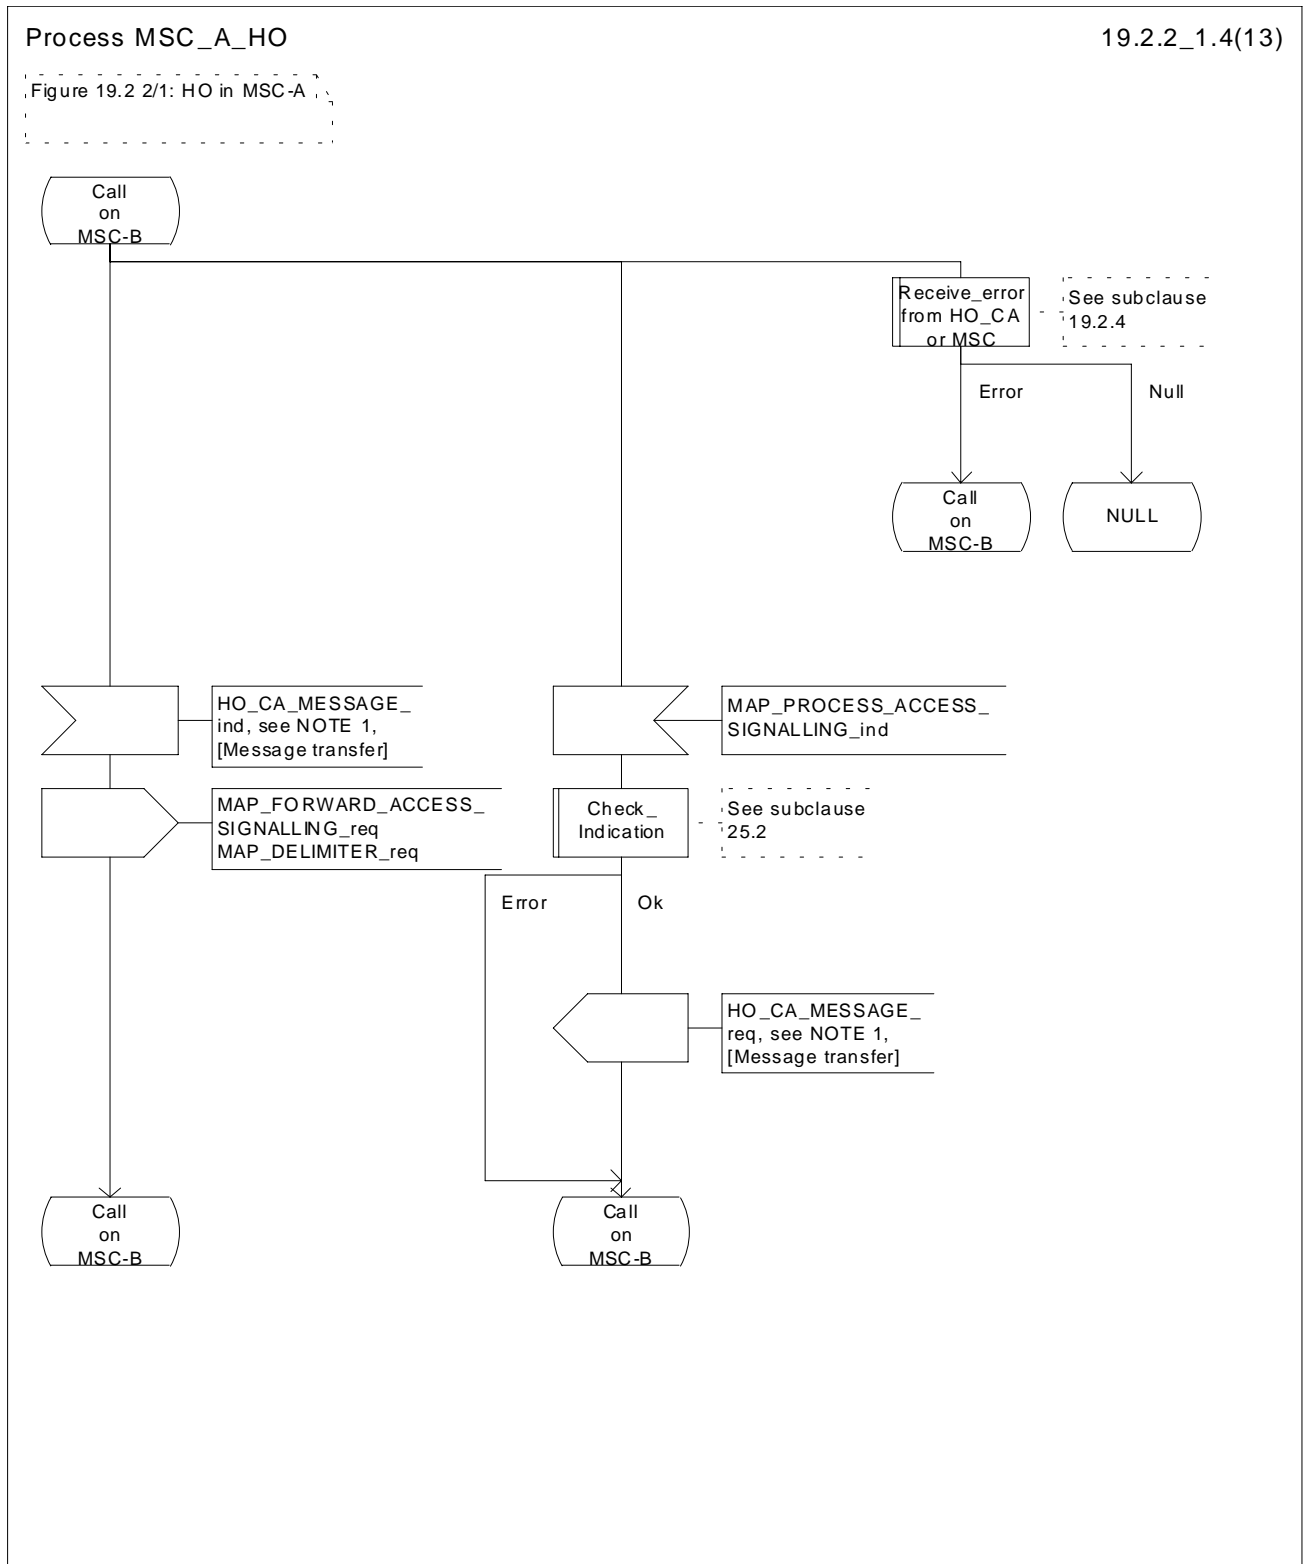 Process MSC_A_HO
19.2.2_1.4(13)
Figure 19.2 2/1: HO in MSC-A
Call
on
MSC-B
Receive_error
from HO_CA
or MSC
See subclause
19.2.4
Error
Null
Call
on
MSC-B
NULL
HO_CA_MESSAGE_
ind, see NOTE 1,
[Message transfer]
MAP_PROCESS_ACCESS_
SIGNALLING_ind
MAP_FORWARD_ACCESS_
SIGNALLING_req
MAP_DELIMITER_req
Check_
Indication
See subclause
25.2
Error
Ok
HO_CA_MESSAGE_
req, see NOTE 1,
[Message transfer]
Call
on
MSC-B
Call
on
MSC-B